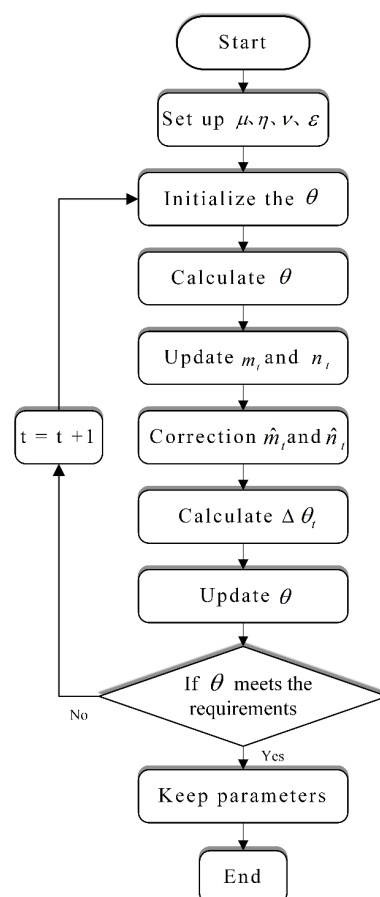 Start
Set up μ、η、ν、ε
Initialize the θ
Calculate θ
Update m_t and n_t
t = t +1
Correction m̂_t and n̂_t
Calculate Δ θ_t
Update θ
If θ meets the
requirements
No
Yes
Keep parameters
End